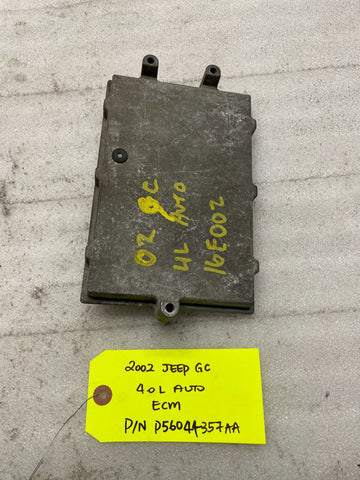 02 GC
4L AUTO
16E002
2002 JEEP GC
4.0L AUTO
ECM
P/N P56044357AA